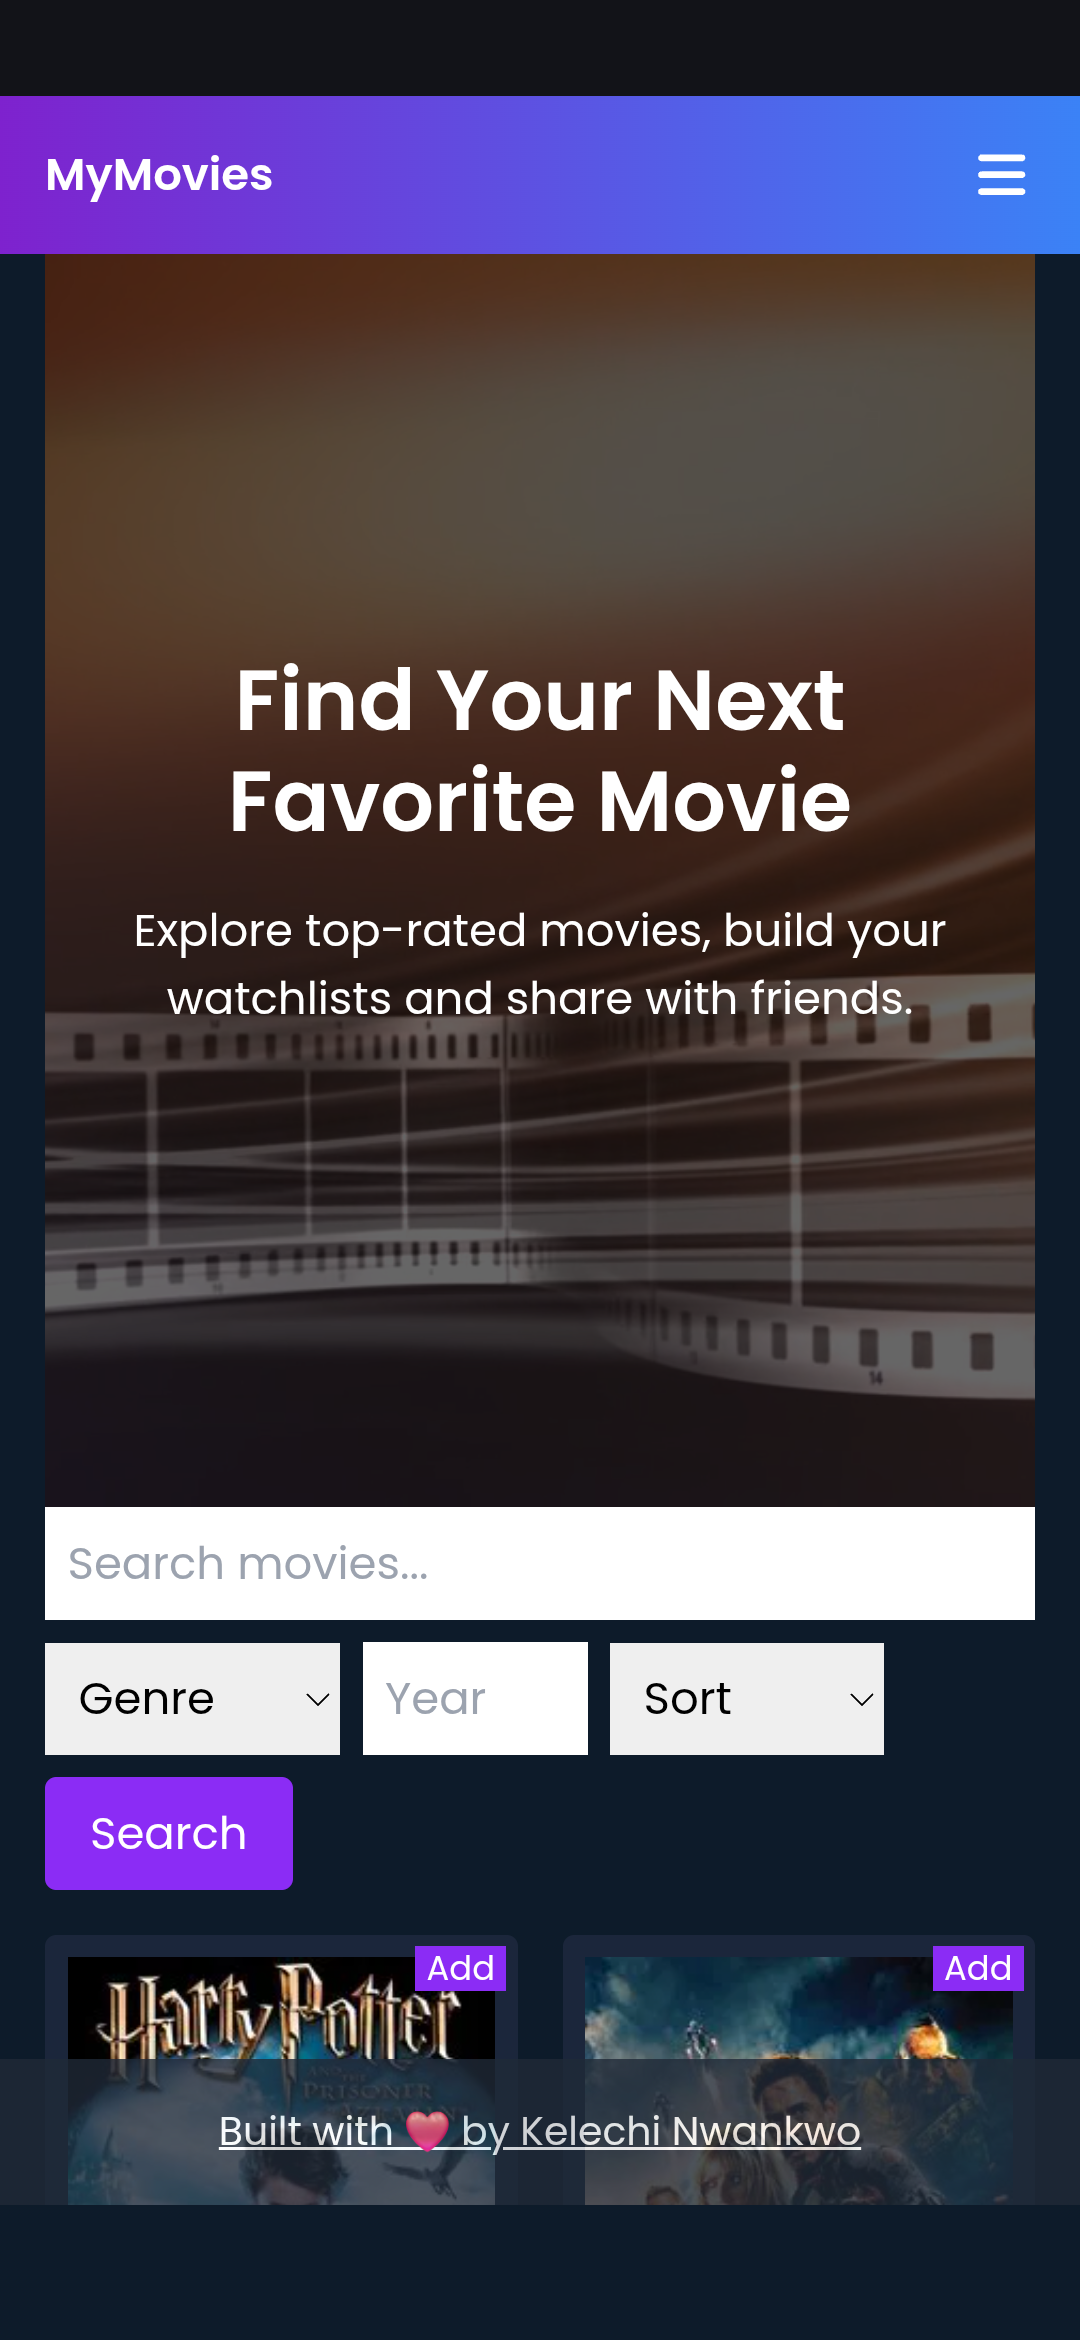 MyMovies
Find Your Next
Favorite Movie
Explore top-rated movies, build your
watchlists and share with friends.
14
Search movies...
Genre
Year
Sort
Search
Add
Add
Harry Potter
AND THE
PRISONER
Built with ❤️ by Kelechi Nwankwo